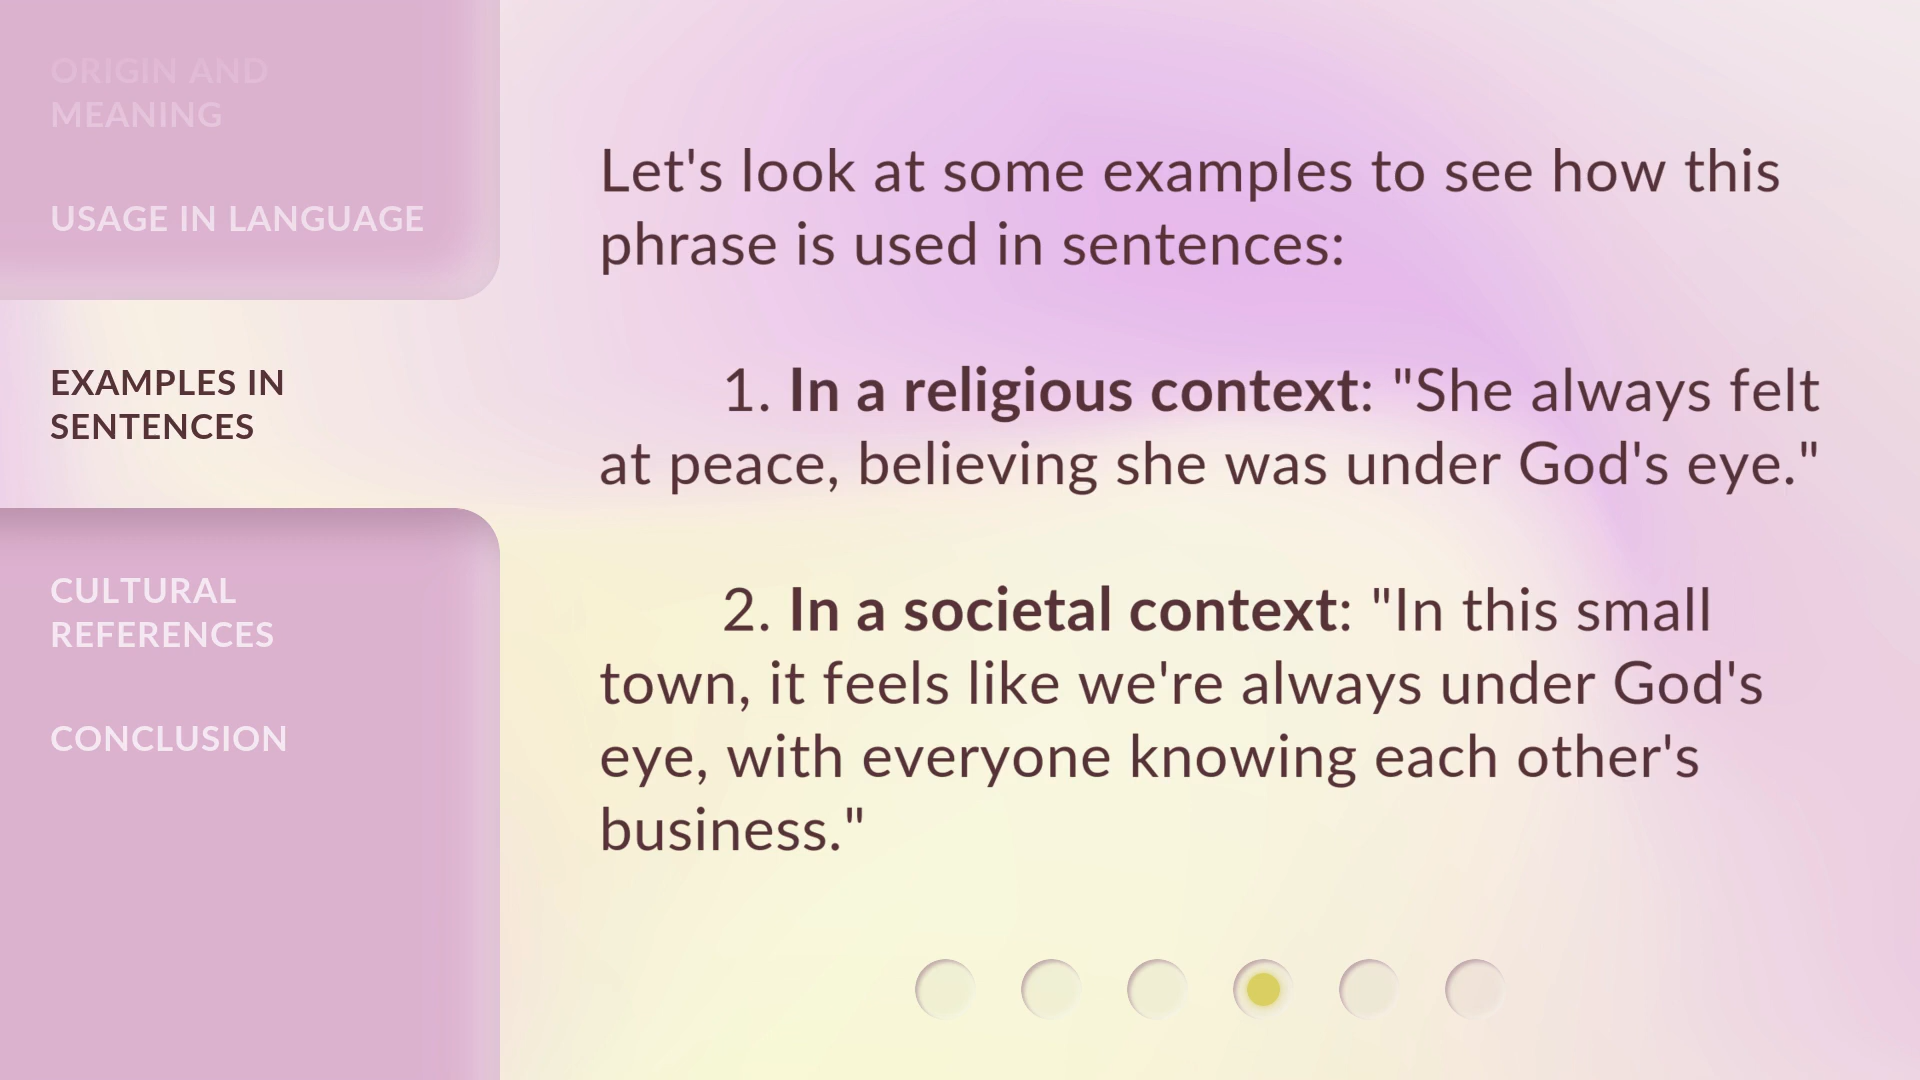 ORIGIN AND
MEANING
USAGE IN LANGUAGE
EXAMPLES IN
SENTENCES
CULTURAL
REFERENCES
CONCLUSION
Let's look at some examples to see how this
phrase is used in sentences:
1. In a religious context: "She always felt
at peace, believing she was under God's eye."
2. In a societal context: "In this small
town, it feels like we're always under God's
eye, with everyone knowing each other's
business."